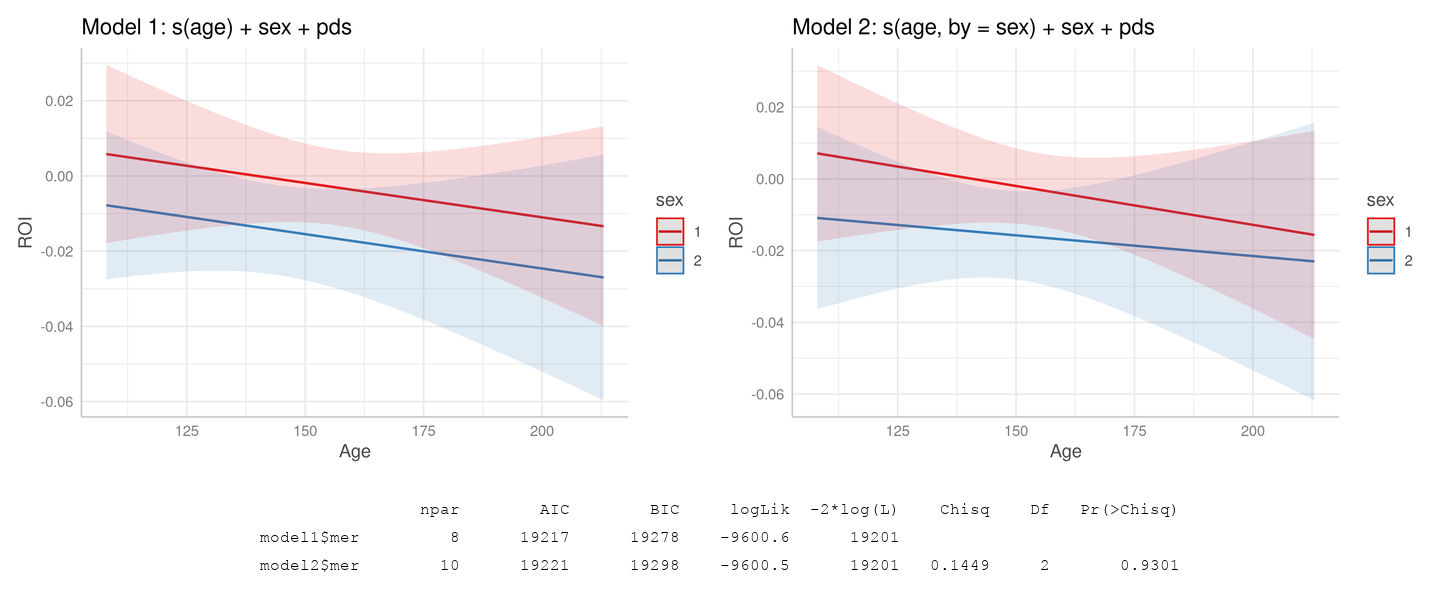 Model 1: s(age) + sex + pds
0.02
0.00
-0.02
-0.04
-0.06
ROI
125 150 175 200
Age
sex
1
2
Model 2: s(age, by = sex) + sex + pds
0.02
0.00
-0.02
-0.04
-0.06
ROI
125 150 175 200
Age
sex
1
2
npar AIC BIC logLik -2*log(L) Chisq Df Pr(>Chisq)
model1$mer 8 19217 19278 -9600.6 19201
model2$mer 10 19221 19298 -9600.5 19201 0.1449 2 0.9301